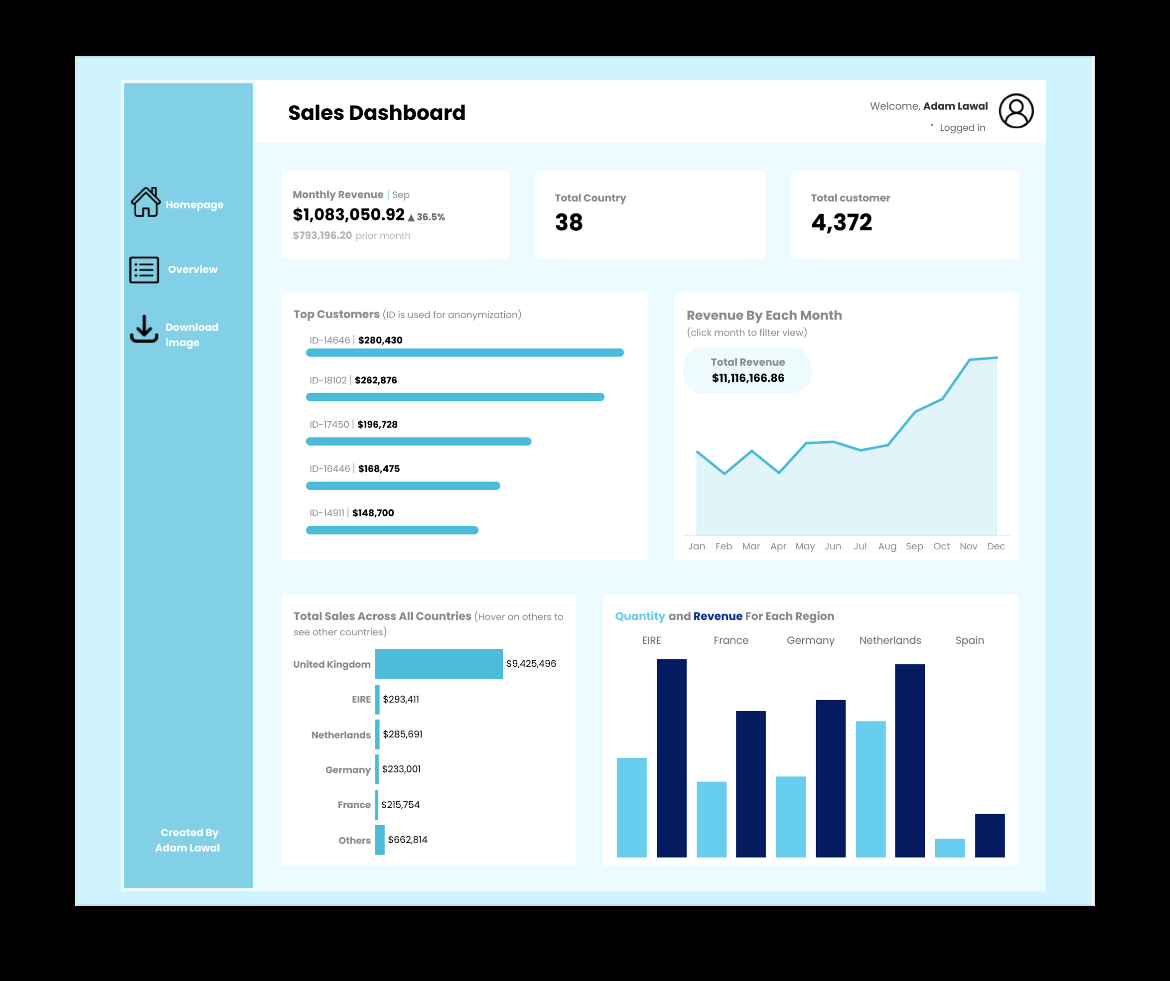 Sales Dashboard
Welcome, Adam Lawal
Logged in
Homepage
Overview
Download
image
Created By
Adam Lawal
Monthly Revenue | Sep
$1,083,050.92 ▲ 36.5%
$793,196.20 prior month
Total Country
38
Total customer
4,372
Top Customers (ID is used for anonymization)
ID-14646 | $280,430
ID-18102 | $262,876
ID-17450 | $196,728
ID-16446 | $168,475
ID-14911 | $148,700
Revenue By Each Month
(click month to filter view)
Total Revenue
$11,116,166.86
Jan Feb Mar Apr May Jun Jul Aug Sep Oct Nov Dec
Total Sales Across All Countries (Hover on others to
see other countries)
United Kingdom $9,425,496
EIRE $293,411
Netherlands $285,691
Germany $233,001
France $215,754
Others $662,814
Quantity and Revenue For Each Region
EIRE France Germany Netherlands Spain